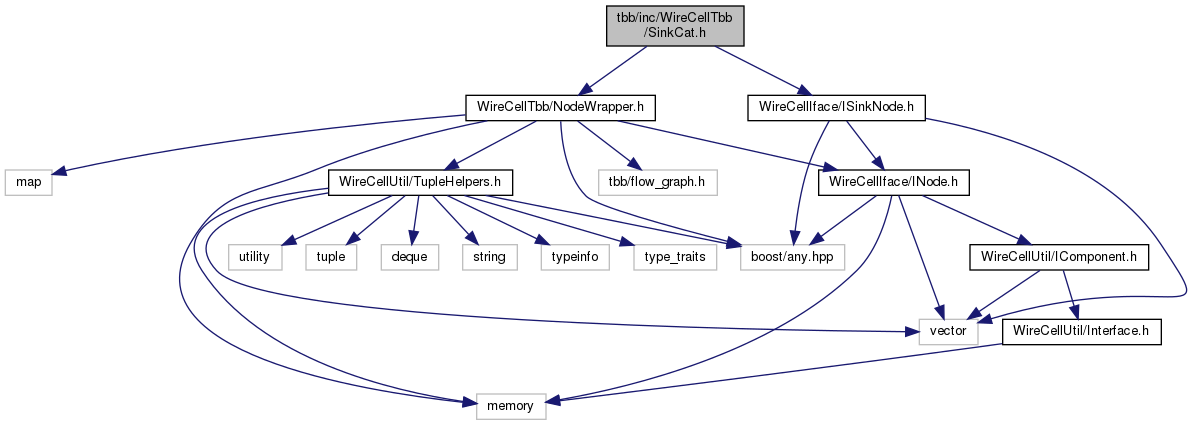 tbb/inc/WireCellTbb
/SinkCat.h
WireCellTbb/NodeWrapper.h
WireCellIface/ISinkNode.h
map
WireCellUtil/TupleHelpers.h
tbb/flow_graph.h
WireCellIface/INode.h
utility
tuple
deque
string
typeinfo
type_traits
boost/any.hpp
WireCellUtil/IComponent.h
vector
WireCellUtil/Interface.h
memory